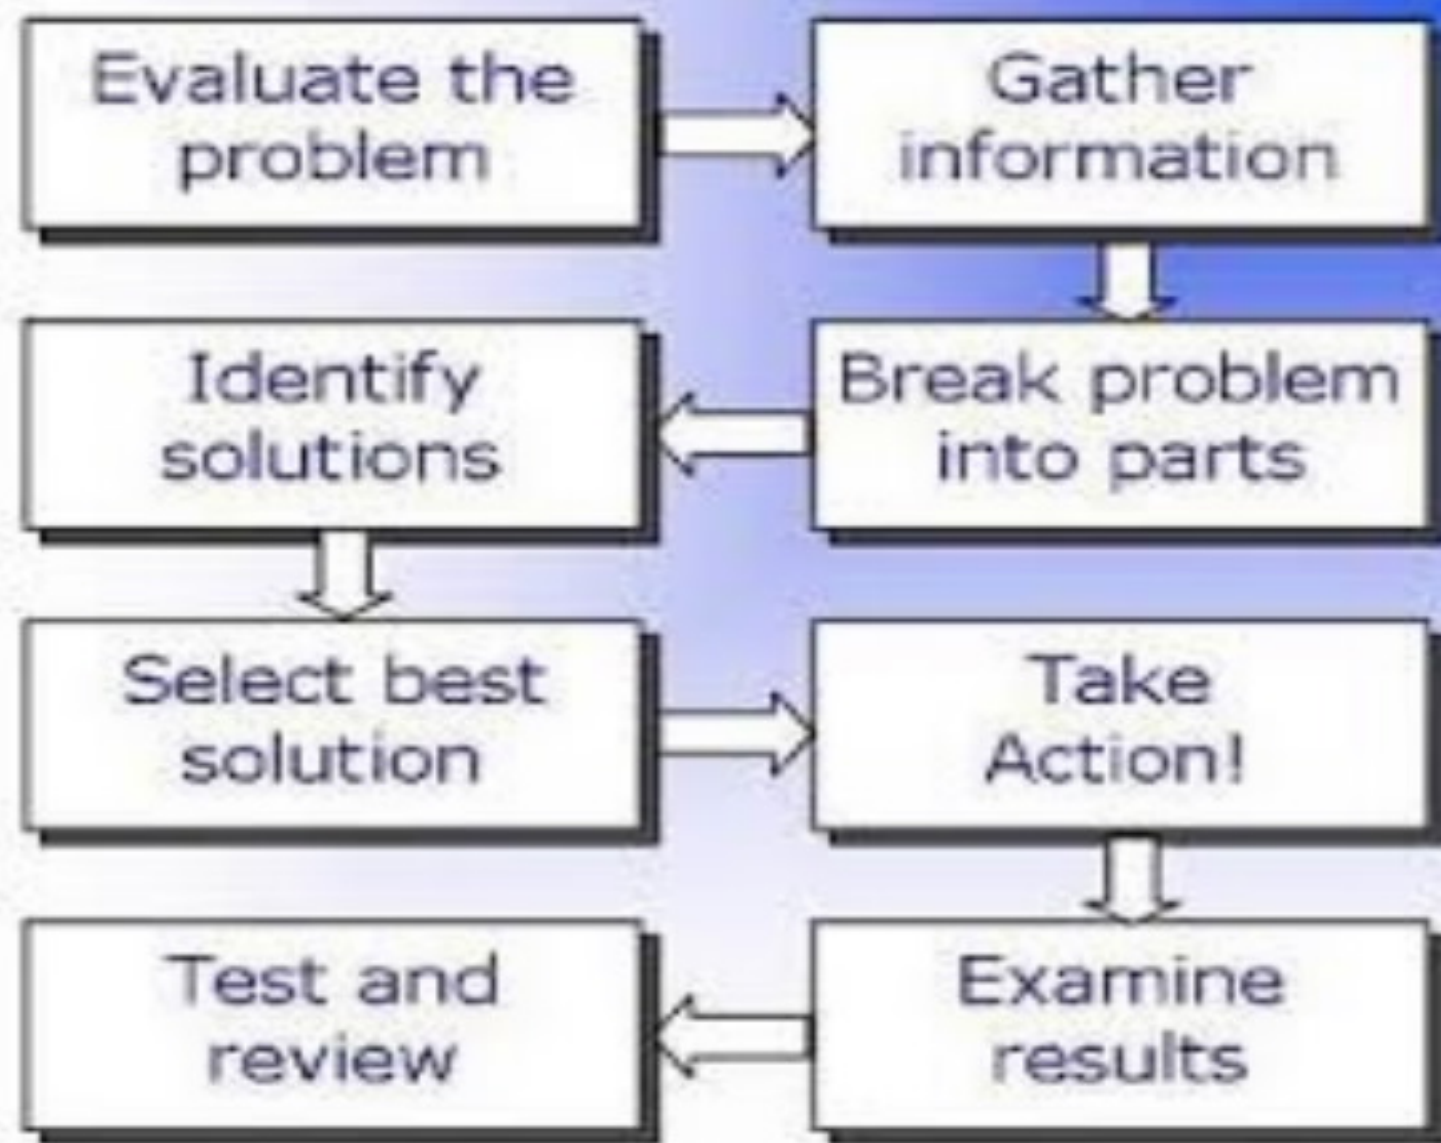 Evaluate the
problem
Gather
information
Break problem
into parts
Identify
solutions
Select best
solution
Take
Action!
Examine
results
Test and
review